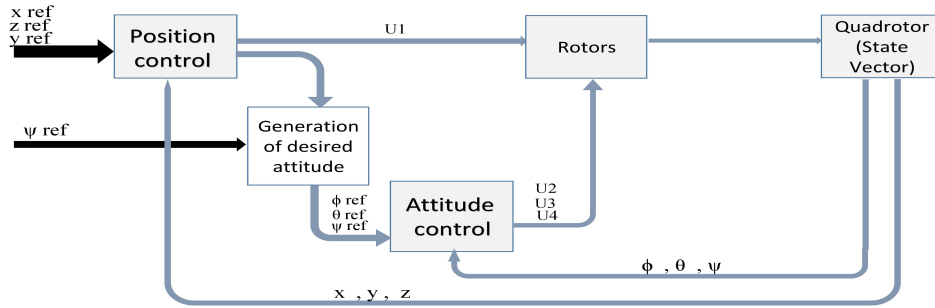 x ref
z ref
y ref
Position
control
U1
Rotors
Quadrotor
(State
Vector)
ψ ref
Generation
of desired
attitude
ϕ ref
θ ref
ψ ref
Attitude
control
U2
U3
U4
ϕ , θ , ψ
x , y , z